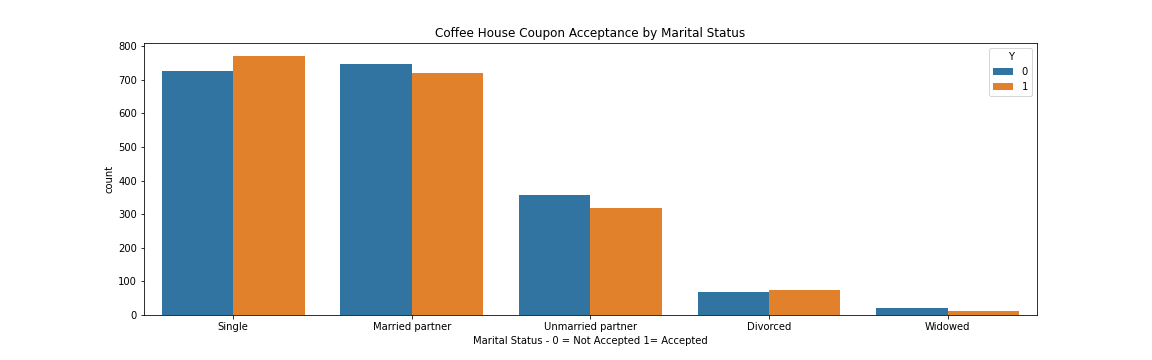 Coffee House Coupon Acceptance by Marital Status
800
700
600
500
400
300
200
100
0
count
Y
0
1
Single
Married partner
Unmarried partner
Divorced
Widowed
Marital Status - 0 = Not Accepted 1= Accepted